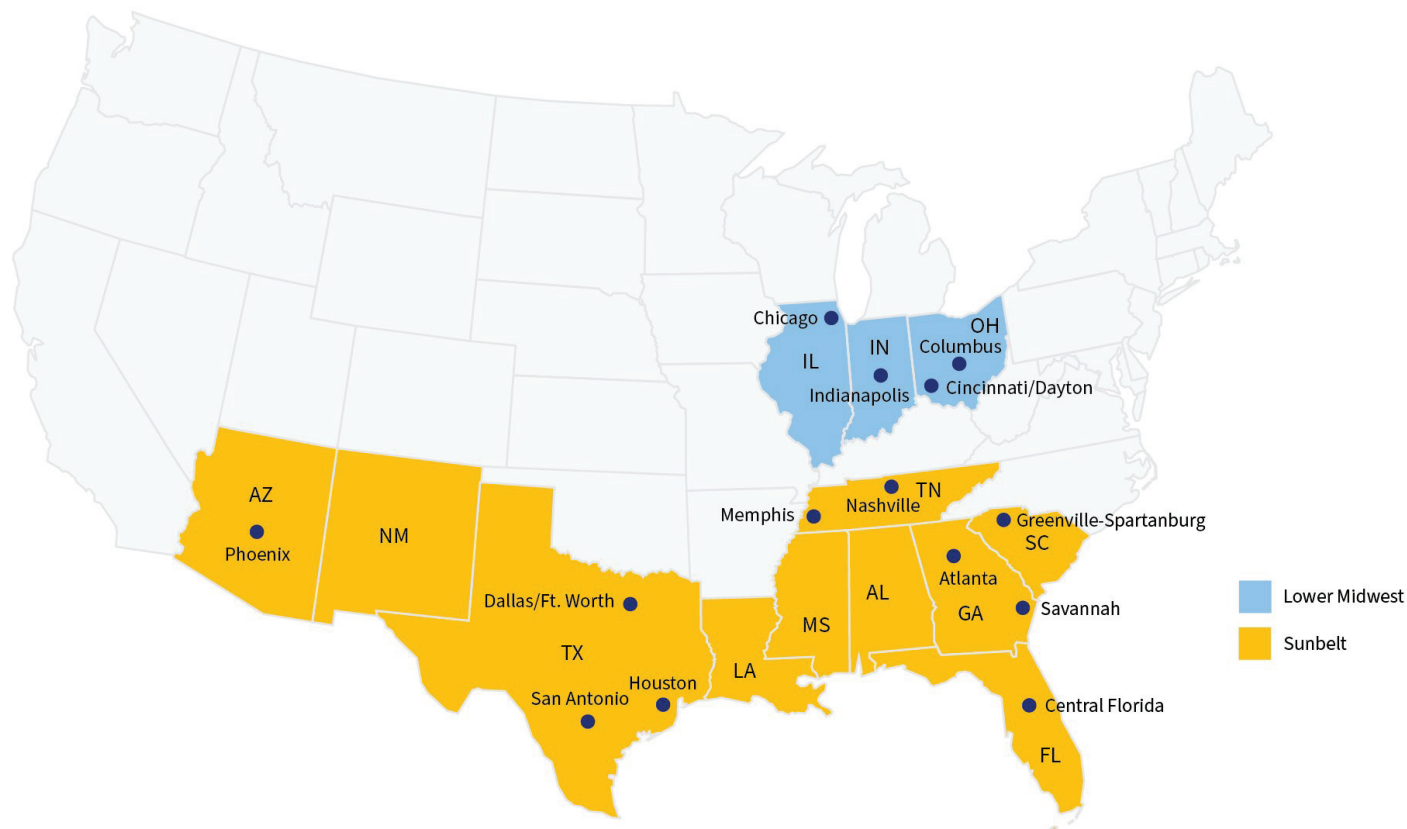 Chicago
IL
IN
Indianapolis
OH
Columbus
Cincinnati/Dayton
AZ
Phoenix
NM
Memphis
Nashville
TN
Greenville-Spartanburg
SC
Dallas/Ft. Worth
TX
San Antonio
Houston
LA
MS
AL
Atlanta
GA
Savannah
Central Florida
FL
Lower Midwest
Sunbelt